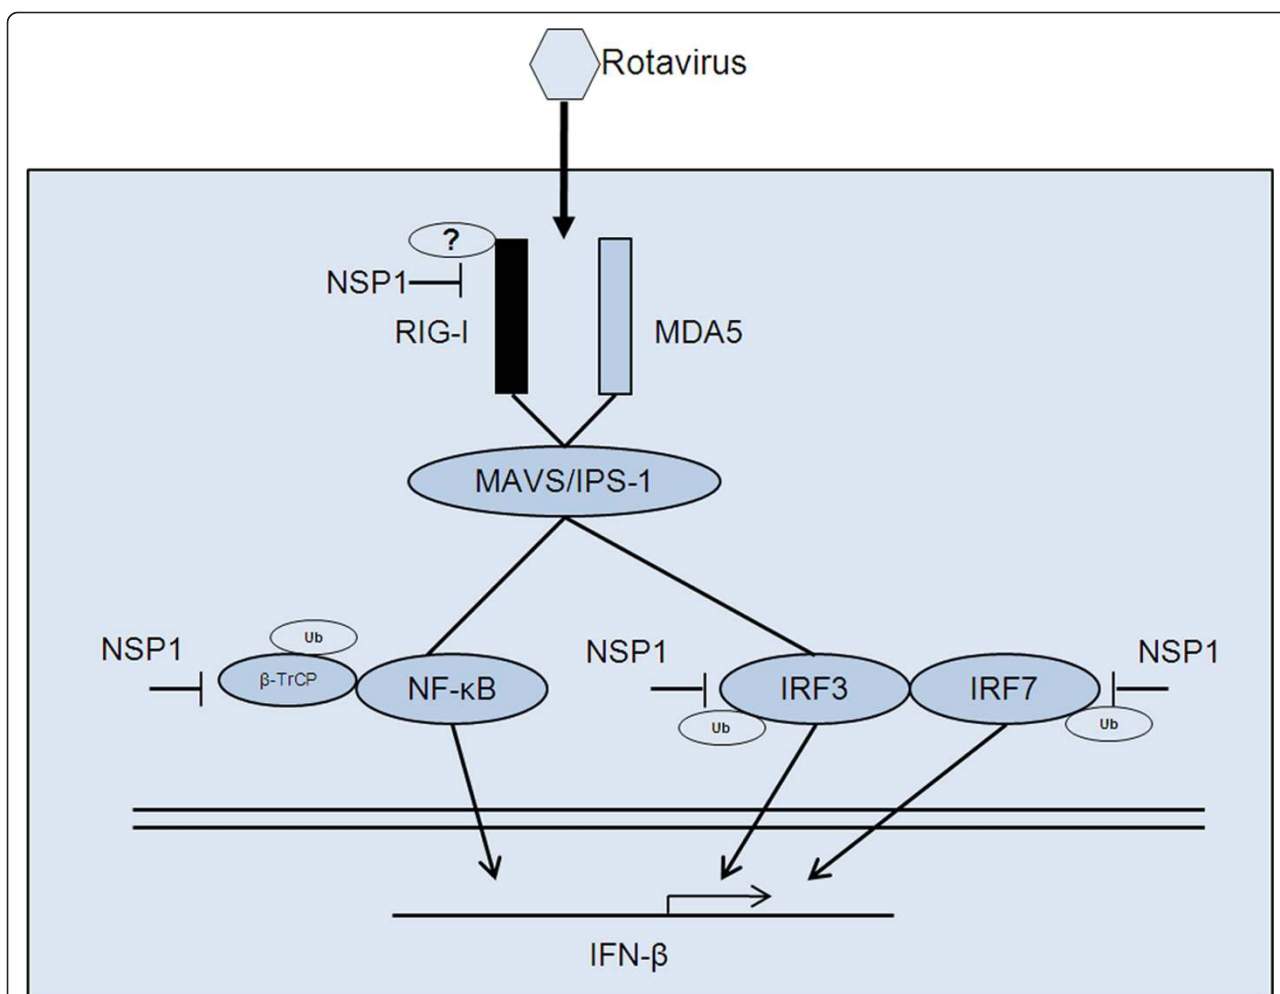 Rotavirus
?
NSP1
RIG-I
MDA5
MAVS/IPS-1
NSP1
Ub
β-TrCP
NF-κB
NSP1
Ub
IRF3
IRF7
NSP1
Ub
IFN-β